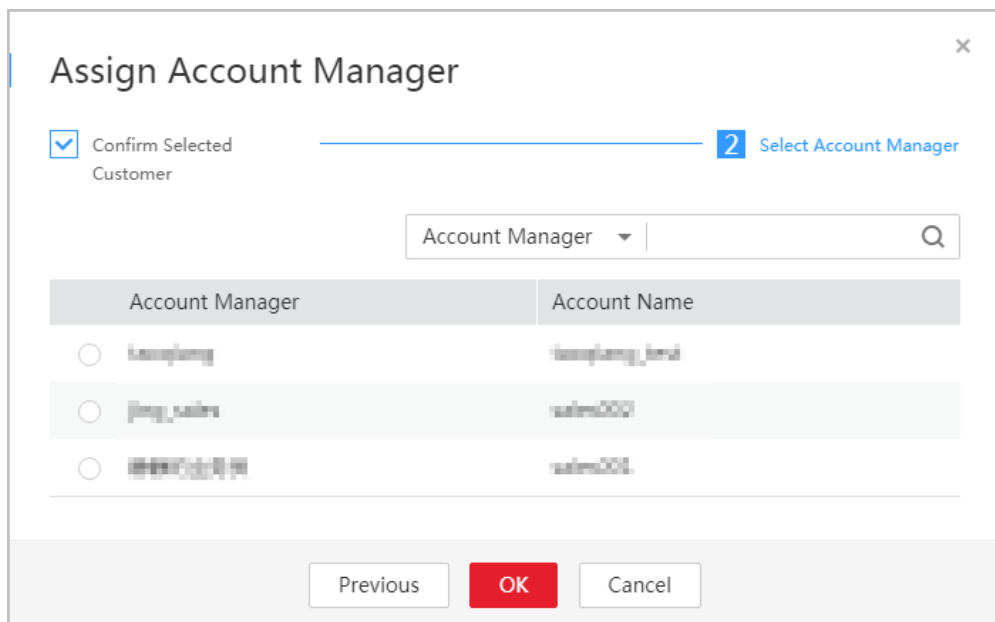 Assign Account Manager
Confirm Selected
Customer
2 Select Account Manager
Account Manager
Account Manager Account Name
Previous OK Cancel